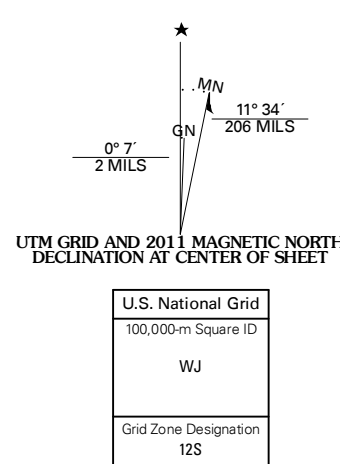 MN
GN
11° 34´
206 MILS
0° 7´
2 MILS
UTM GRID AND 2011 MAGNETIC NORTH
DECLINATION AT CENTER OF SHEET
U.S. National Grid
100,000-m Square ID
WJ
Grid Zone Designation
12S